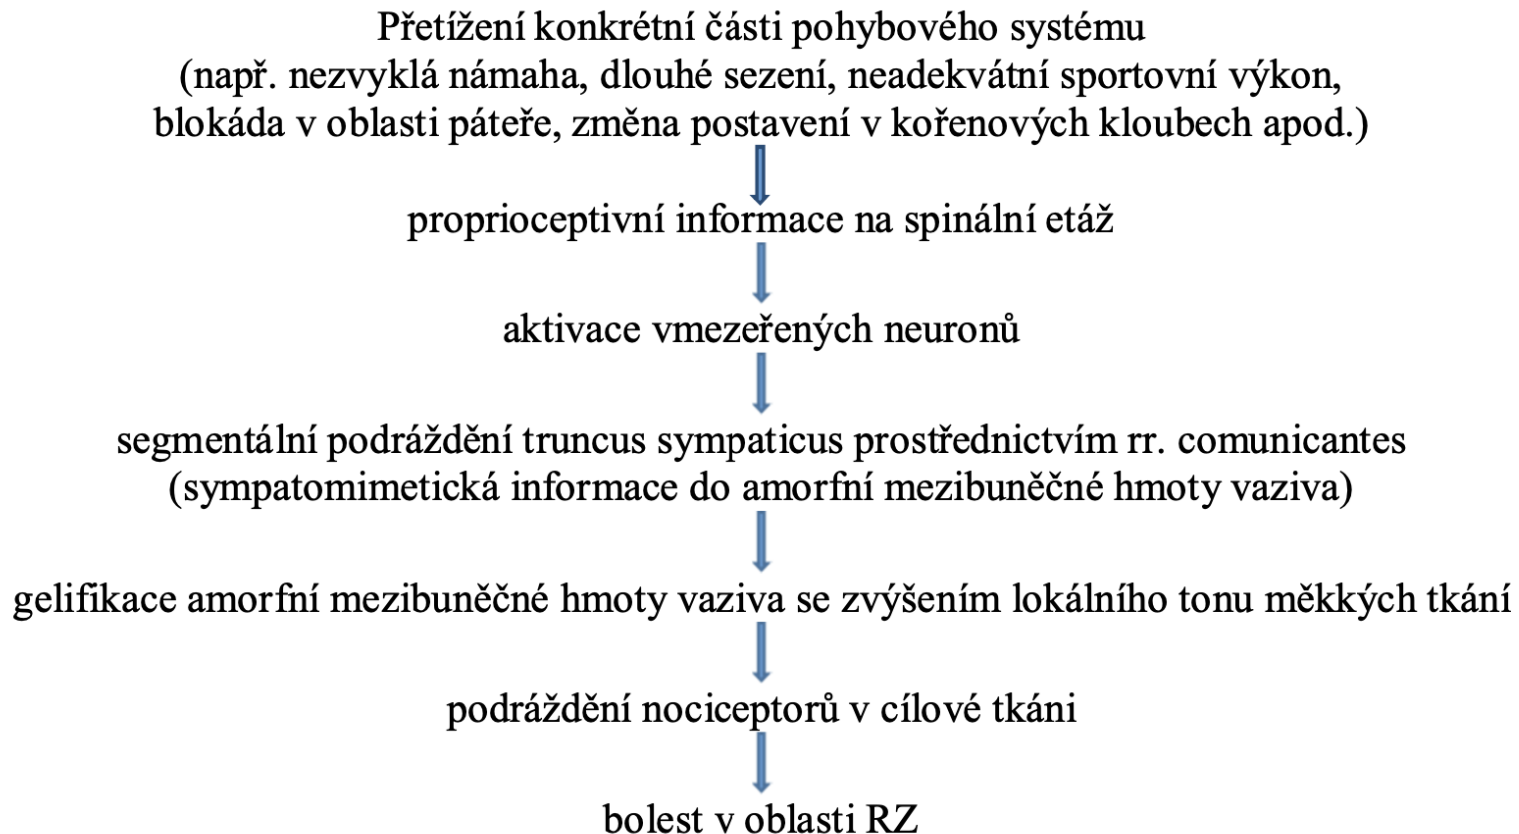 Přetížení konkrétní části pohybového systému
(např. nezvyklá námaha, dlouhé sezení, neadekvátní sportovní výkon,
blokáda v oblasti páteře, změna postavení v kořenových kloubech apod.)
proprioceptivní informace na spinální etáž
aktivace vmezeřených neuronů
segmentální podráždění truncus sympaticus prostřednictvím rr. comunicantes
(sympatomimetická informace do amorfní mezibuněčné hmoty vaziva)
gelifikace amorfní mezibuněčné hmoty vaziva se zvýšením lokálního tonu měkkých tkání
podráždění nociceptorů v cílové tkáni
bolest v oblasti RZ